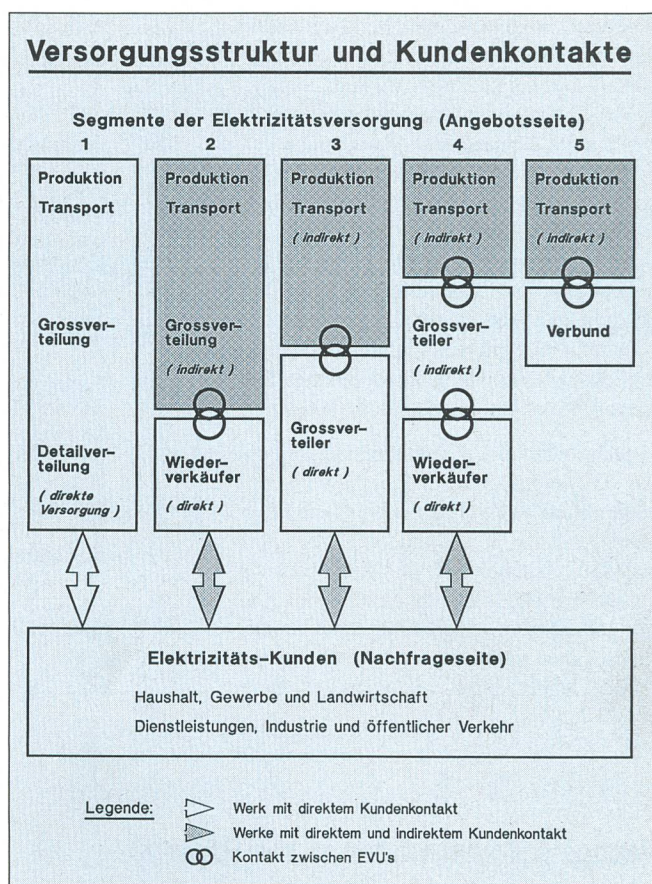 Versorgungsstruktur und Kundenkontakte
Segmente der Elektrizitätsversorgung (Angebotsseite)
1 2 3 4 5
Produktion
Transport
Grossver-
teilung
Detailver-
teilung
( direkte
Versorgung )
Produktion
Transport
Grossver-
teilung
( indirekt )
Wieder-
verkäufer
( direkt )
Produktion
Transport
( indirekt )
Grossver-
teiler
( direkt )
Produktion
Transport
( indirekt )
Grossver-
teiler
( indirekt )
Wieder-
verkäufer
( direkt )
Produktion
Transport
( indirekt )
Verbund
Elektrizitäts-Kunden (Nachfrageseite)
Haushalt, Gewerbe und Landwirtschaft
Dienstleistungen, Industrie und öffentlicher Verkehr
Legende:
Werk mit direktem Kundenkontakt
Werke mit direktem und indirektem Kundenkontakt
Kontakt zwischen EVU's